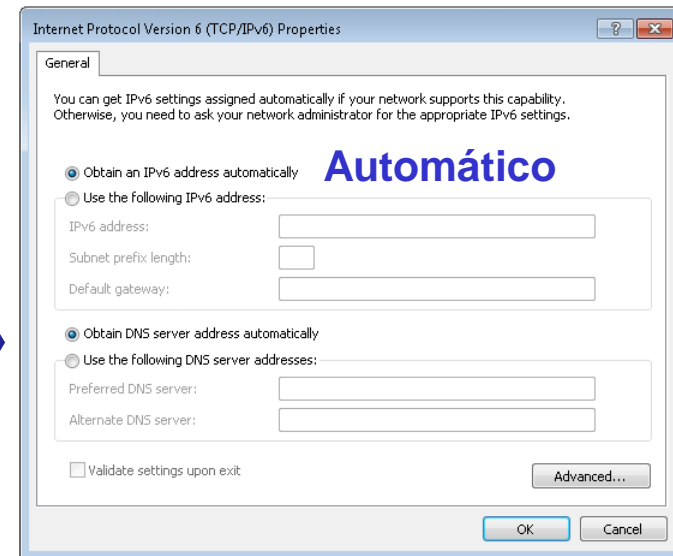 Internet Protocol Version 6 (TCP/IPv6) Properties
General
You can get IPv6 settings assigned automatically if your network supports this capability.
Otherwise, you need to ask your network administrator for the appropriate IPv6 settings.
Obtain an IPv6 address automatically
Automático
Use the following IPv6 address:
IPv6 address:
Subnet prefix length:
Default gateway:
Obtain DNS server address automatically
Use the following DNS server addresses:
Preferred DNS server:
Alternate DNS server:
Validate settings upon exit
Advanced...
OK
Cancel